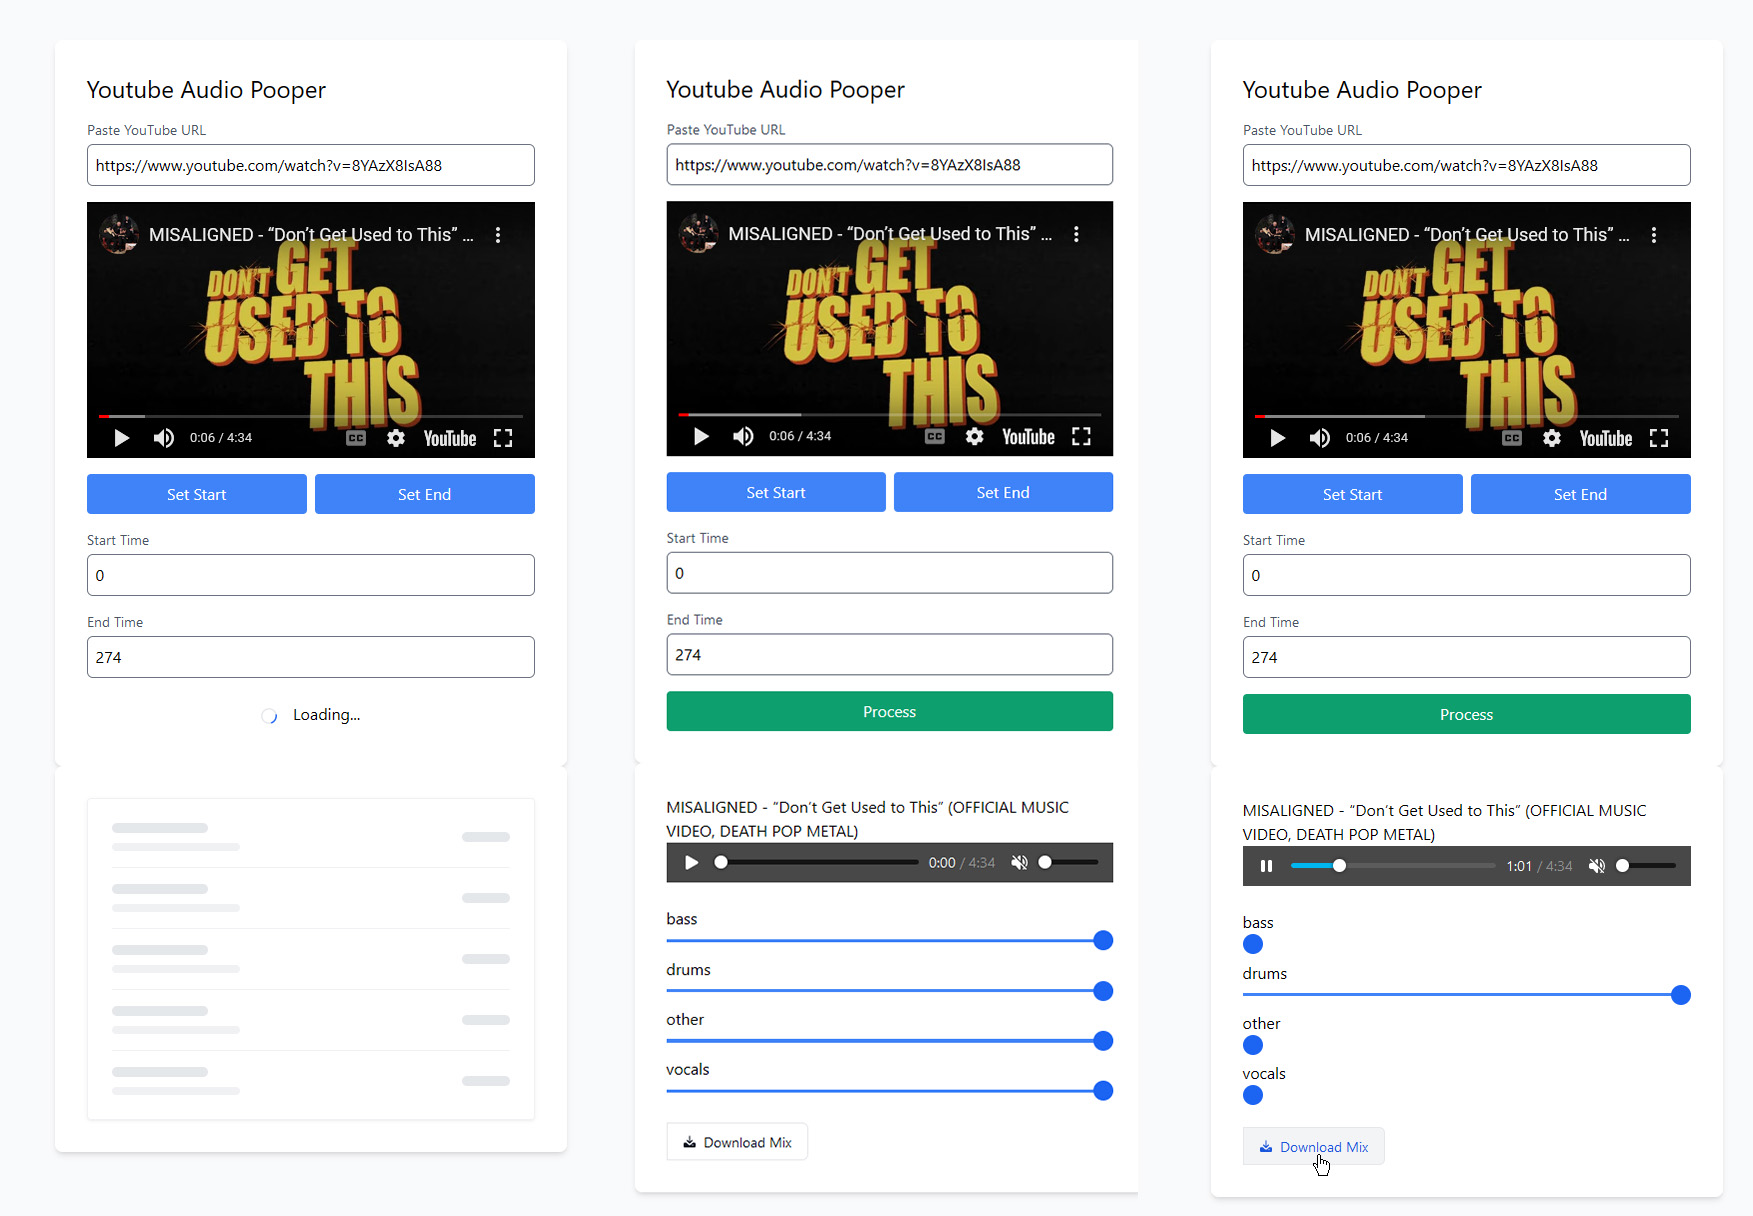 Youtube Audio Pooper
Paste YouTube URL
https://www.youtube.com/watch?v=8YAzX8IsA88
MISALIGNED - “Don’t Get Used to This” ...
DON'T GET
USED TO
THIS
0:06 / 4:34
CC
YouTube
Set Start
Set End
Start Time
0
End Time
274
Loading...
Youtube Audio Pooper
Paste YouTube URL
https://www.youtube.com/watch?v=8YAzX8IsA88
MISALIGNED - “Don’t Get Used to This” ...
DON'T GET
USED TO
THIS
0:06 / 4:34
CC
YouTube
Set Start
Set End
Start Time
0
End Time
274
Process
MISALIGNED - “Don’t Get Used to This” (OFFICIAL MUSIC
VIDEO, DEATH POP METAL)
0:00 / 4:34
bass
drums
other
vocals
Download Mix
Youtube Audio Pooper
Paste YouTube URL
https://www.youtube.com/watch?v=8YAzX8IsA88
MISALIGNED - “Don’t Get Used to This” ...
DON'T GET
USED TO
THIS
0:06 / 4:34
CC
YouTube
Set Start
Set End
Start Time
0
End Time
274
Process
MISALIGNED - “Don’t Get Used to This” (OFFICIAL MUSIC
VIDEO, DEATH POP METAL)
1:01 / 4:34
bass
drums
other
vocals
Download Mix